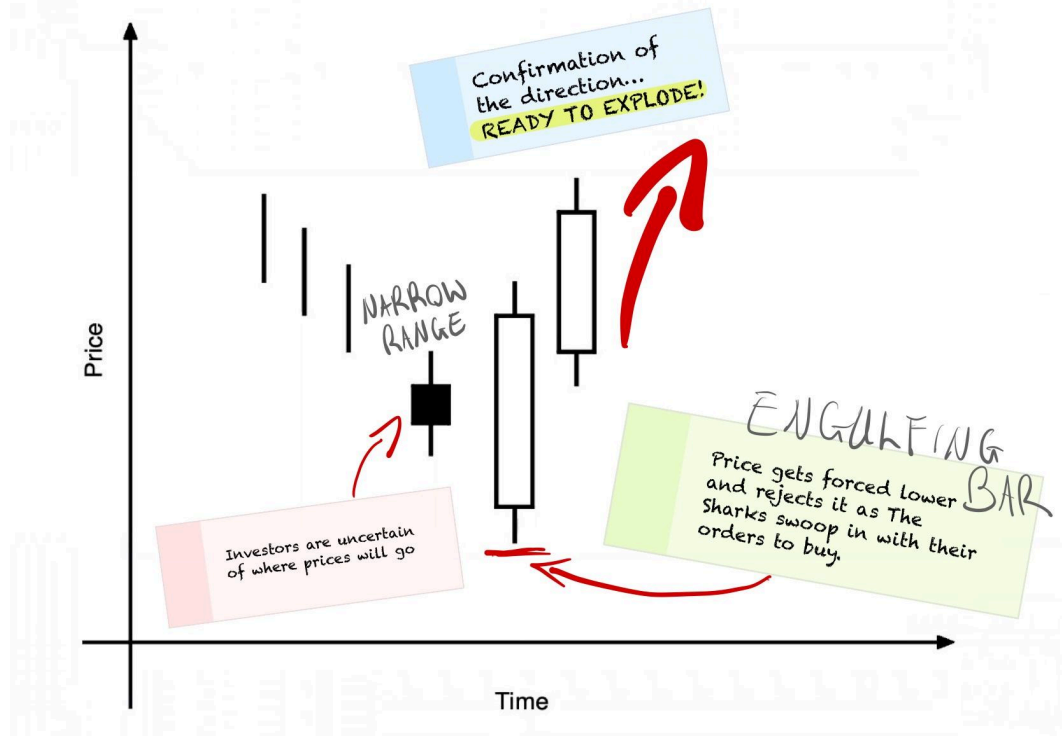 Confirmation of
the direction...
READY TO EXPLODE!
NARROW
RANGE
ENGULFING
BAR
Price gets forced lower
and rejects it as The
Sharks swoop in with their
orders to buy.
Investors are uncertain
of where prices will go
Price
Time